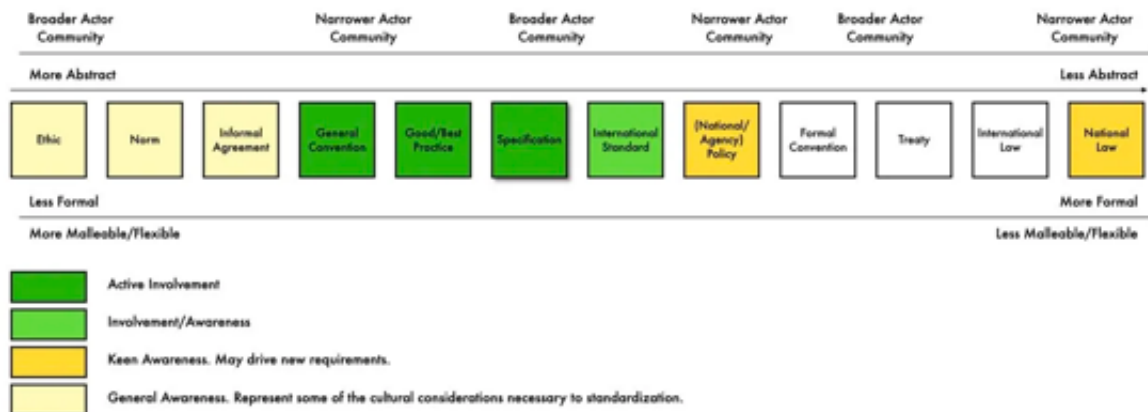 Broader Actor Community
Narrower Actor Community
Broader Actor Community
Narrower Actor Community
Broader Actor Community
Narrower Actor Community
More Abstract
Less Abstract
Ethic
Norm
Informal Agreement
General Convention
Good/Best Practice
Specification
International Standard
(National/ Agency) Policy
Formal Convention
Treaty
International Law
National Law
Less Formal
More Formal
More Malleable/Flexible
Less Malleable/Flexible
Active Involvement
Involvement/Awareness
Keen Awareness. May drive new requirements.
General Awareness. Represent some of the cultural considerations necessary to standardization.